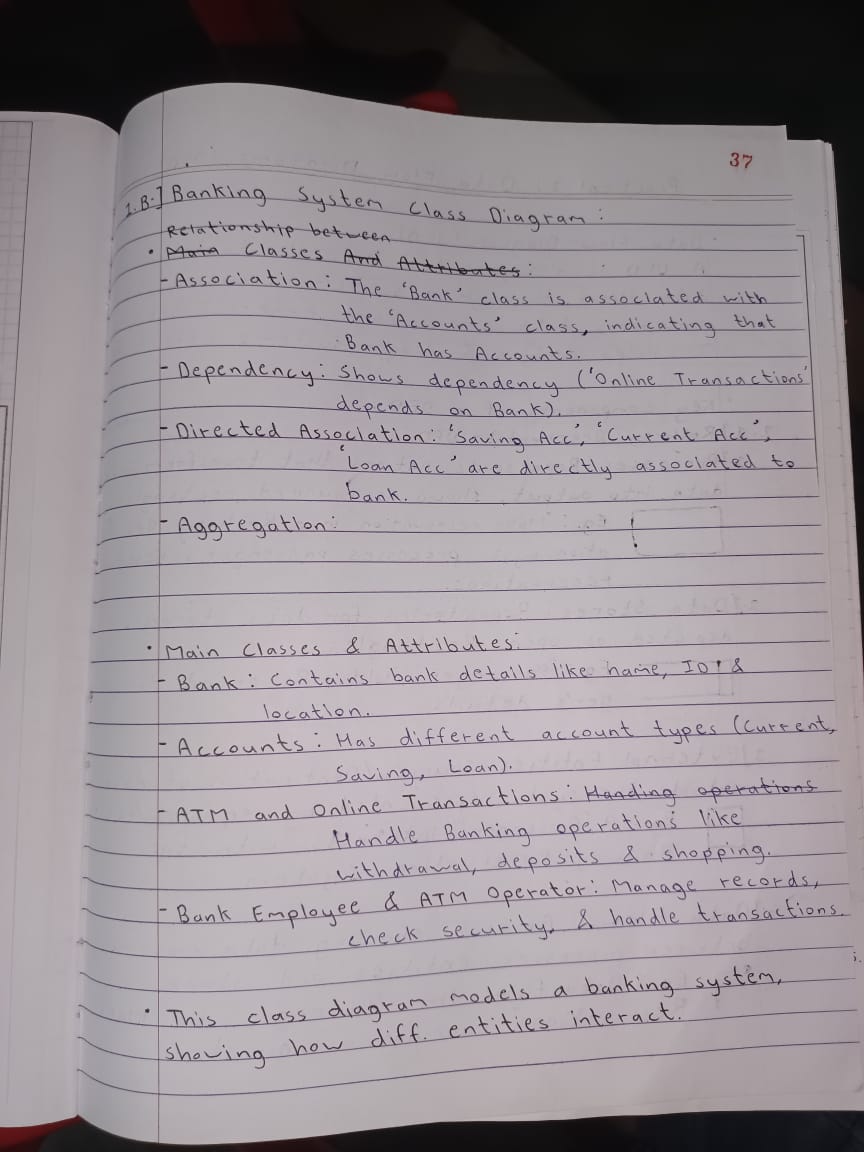 37
1.B.] Banking System Class Diagram:
Relationship between
• Main Classes And Attributes:
- Association: The 'Bank' class is associated with
the 'Accounts' class, indicating that
Bank has Accounts.
- Dependency: Shows dependency ('Online Transactions'
depends on Bank).
- Directed Association: 'Saving Acc', 'Current Acc',
'Loan Acc' are directly associated to
bank.
- Aggregation:
• Main Classes & Attributes:
- Bank: Contains bank details like name, ID, &
location.
- Accounts: Has different account types (Current,
Saving, Loan).
- ATM and Online Transactions: Handing operations
Handle Banking operations like
withdrawal, deposits & shopping.
- Bank Employee & ATM Operator: Manage records,
check security, & handle transactions.
• This class diagram models a banking system,
shoving how diff. entities interact.